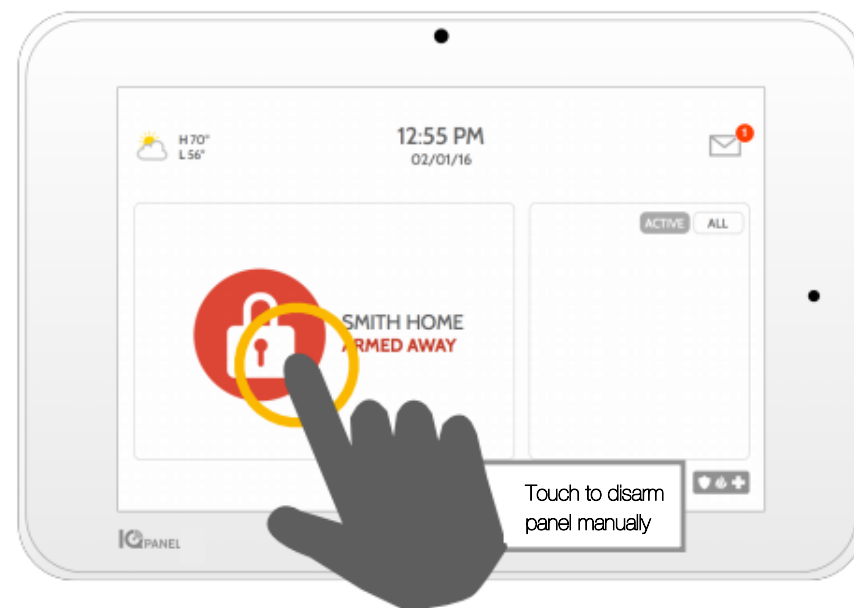 H 70°
L 56°
12:55 PM
02/01/16
1
ACTIVE ALL
SMITH HOME
ARMED AWAY
Touch to disarm
panel manually
IQ PANEL